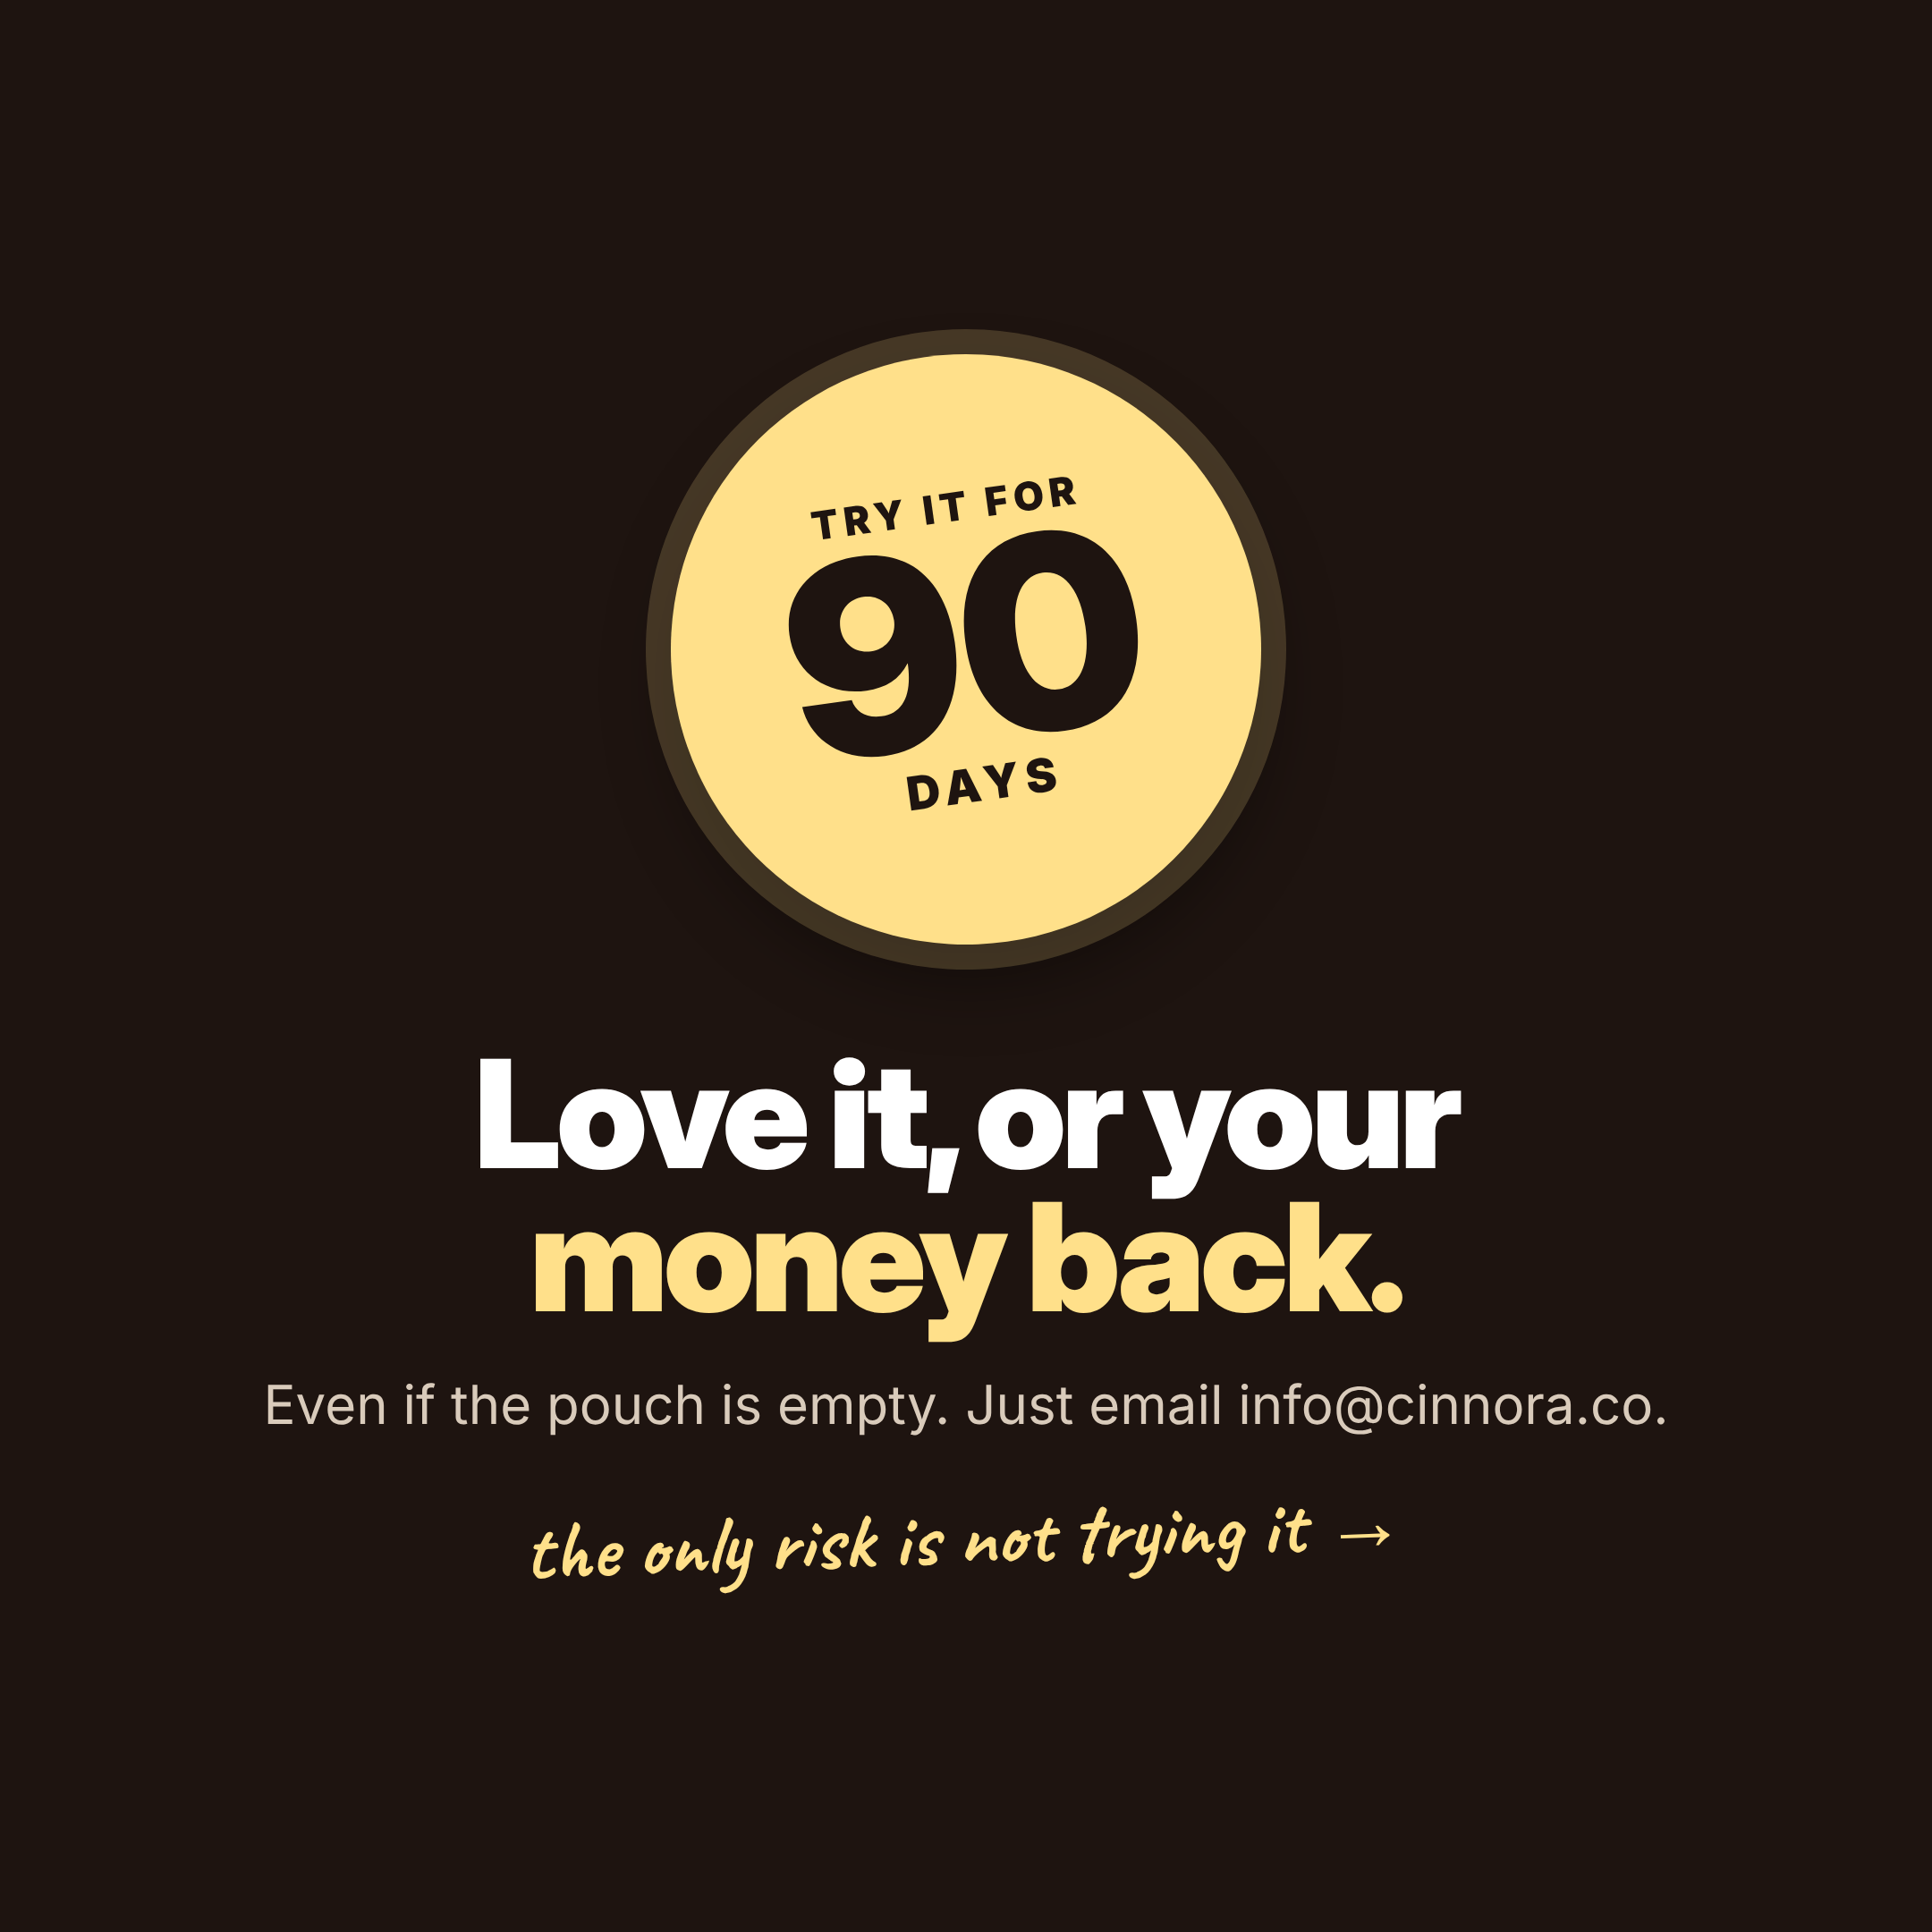 TRY IT FOR
90
DAYS
Love it, or your
money back.
Even if the pouch is empty. Just email info@cinnora.co.
the only risk is not trying it →